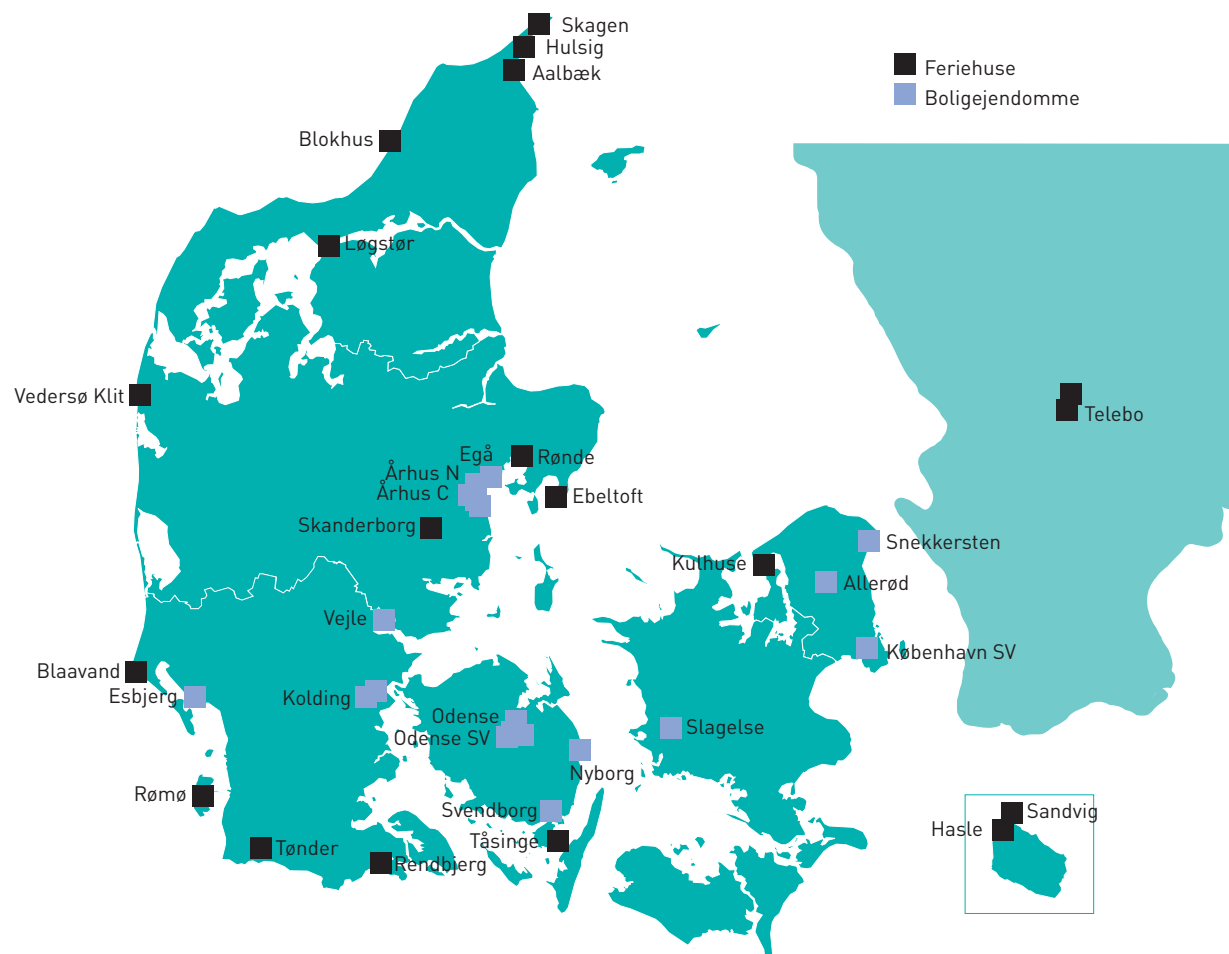 Skagen
Hulsig
Aalbæk
Feriehuse
Boligejendomme
Blokhus
Løgstør
Vedersø Klit
Telebo
Egå
Rønde
Århus N
Århus C
Ebeltoft
Skanderborg
Snekkersten
Kulhuse
Allerød
Vejle
København SV
Blaavand
Esbjerg
Kolding
Odense
Odense SV
Slagelse
Nyborg
Rømø
Svendborg
Sandvig
Hasle
Tåsinge
Tønder
Rendbjerg